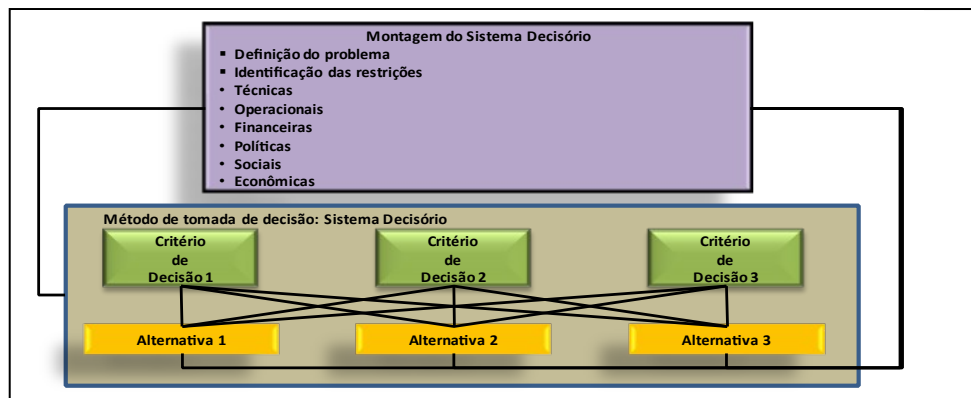 Montagem do Sistema Decisório
▪ Definição do problema
▪ Identificação das restrições
• Técnicas
• Operacionais
• Financeiras
• Políticas
• Sociais
• Econômicas
Método de tomada de decisão: Sistema Decisório
Critério
de
Decisão 1
Critério
de
Decisão 2
Critério
de
Decisão 3
Alternativa 1
Alternativa 2
Alternativa 3